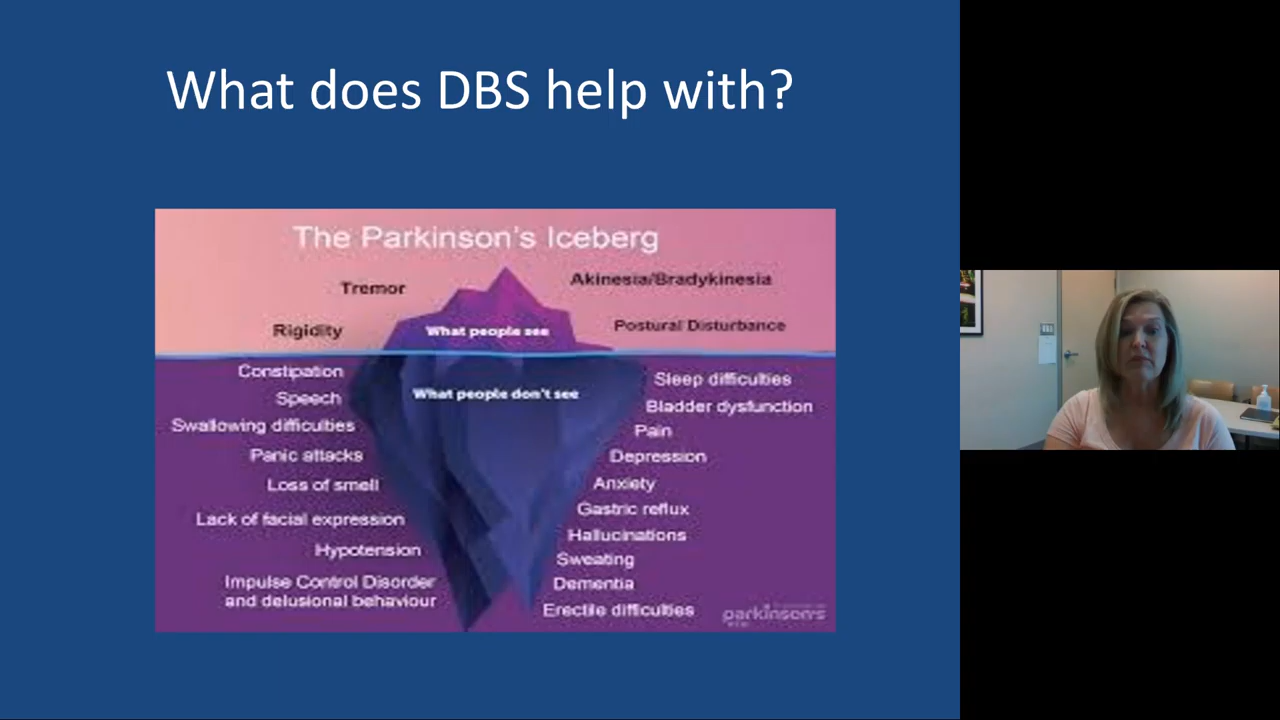 What does DBS help with?
The Parkinson's Iceberg
Tremor
Akinesia/Bradykinesia
Rigidity
What people see
Postural Disturbance
What people don't see
Constipation
Speech
Swallowing difficulties
Panic attacks
Loss of smell
Lack of facial expression
Hypotension
Impulse Control Disorder
and delusional behaviour
Sleep difficulties
Bladder dysfunction
Pain
Depression
Anxiety
Gastric reflux
Hallucinations
Sweating
Dementia
Erectile difficulties
parkinson's